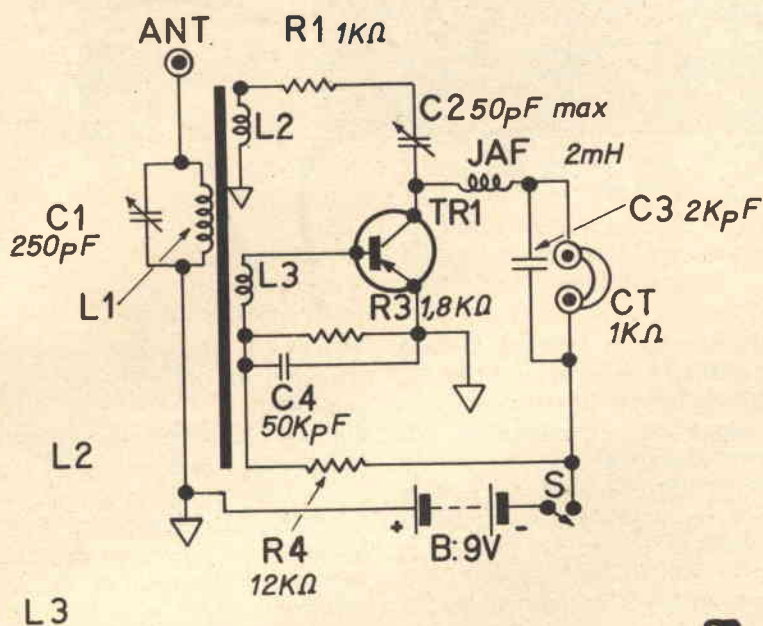 ANT
R1 1KΩ
C2 50pF max
L2
JAF 2mH
TR1
C3 2KpF
C1
250pF
L3
R3 1,8KΩ
CT
1KΩ
L1
C4
50KpF
L2
S
+
-
B:9V
R4
12KΩ
L3